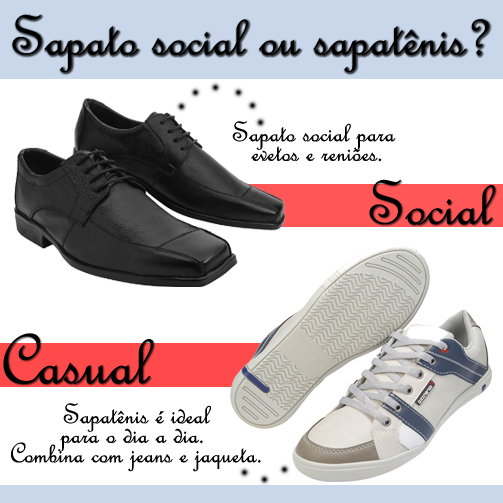 Sapato social ou sapatênis?
Sapato social para
evetos e reniões.
Social
Casual
Sapatênis é ideal
para o dia a dia.
Combina com jeans e jaqueta.